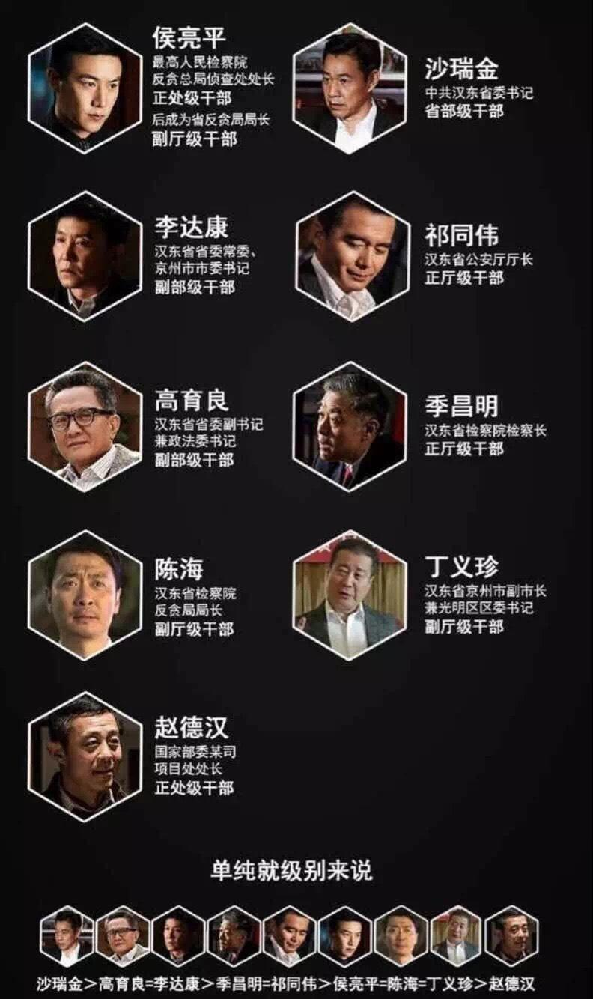 侯亮平
最高人民检察院
反贪总局侦查处处长
正处级干部
后成为省反贪局局长
副厅级干部
沙瑞金
中共汉东省委书记
省部级干部
李达康
汉东省省委常委、
京州市市委书记
副部级干部
祁同伟
汉东省公安厅厅长
正厅级干部
高育良
汉东省省委副书记
兼政法委书记
副部级干部
季昌明
汉东省检察院检察长
正厅级干部
陈海
汉东省检察院
反贪局局长
副厅级干部
丁义珍
汉东省京州市副市长
兼光明区区委书记
副厅级干部
赵德汉
国家部委某司
项目处处长
正处级干部
单纯就级别来说
沙瑞金>高育良=李达康>季昌明=祁同伟>侯亮平=陈海=丁义珍>赵德汉